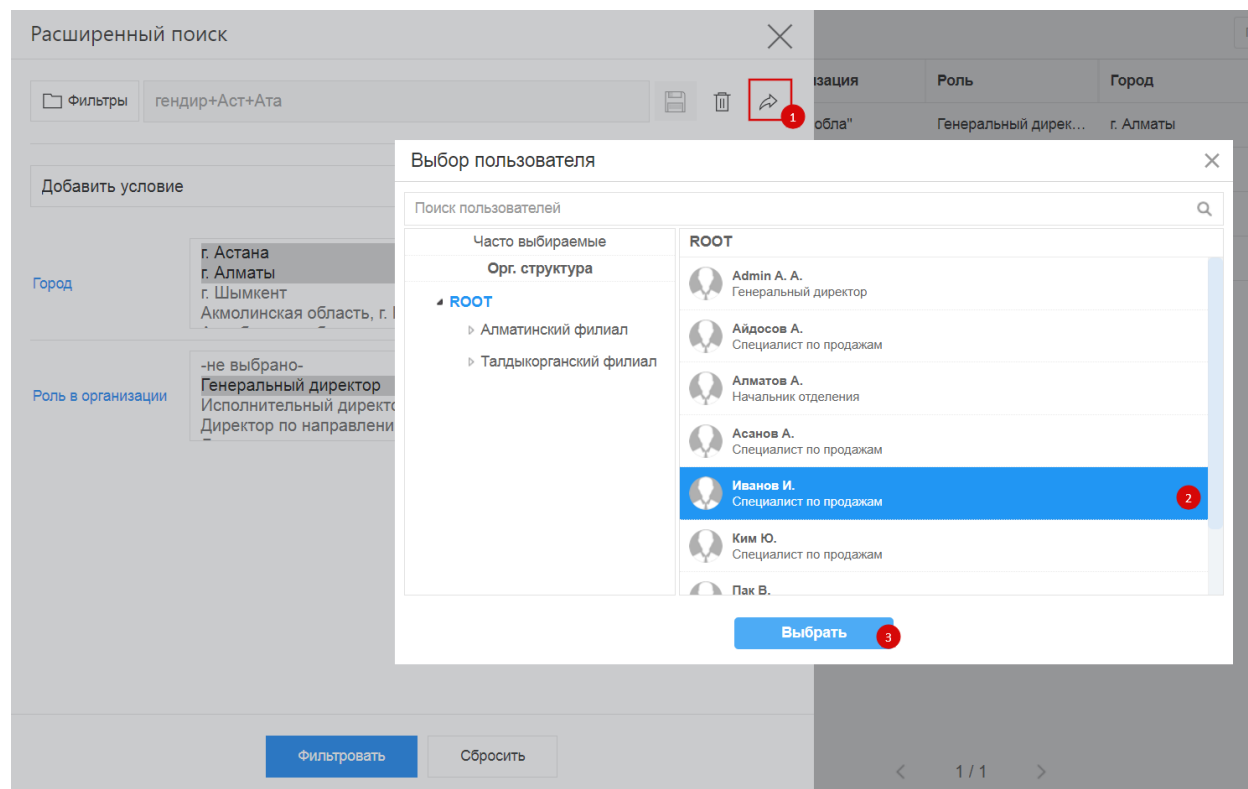 Расширенный поиск
Фильтры
гендир+Аст+Ата
1
Добавить условие
Город
г. Астана
г. Алматы
г. Шымкент
Акмолинская область, г.
Роль в организации
-не выбрано-
Генеральный директор
Исполнительный директо
Директор по направлени
Фильтровать
Сбросить
изация
Роль
Город
обла"
Генеральный дирек...
г. Алматы
Выбор пользователя
Поиск пользователей
Часто выбираемые
Орг. структура
ROOT
Алматинский филиал
Талдыкорганский филиал
ROOT
Admin A. A.
Генеральный директор
Айдосов А.
Специалист по продажам
Алматов А.
Начальник отделения
Асанов А.
Специалист по продажам
Иванов И.
Специалист по продажам
2
Ким Ю.
Специалист по продажам
Пак В.
Выбрать
3
1 / 1